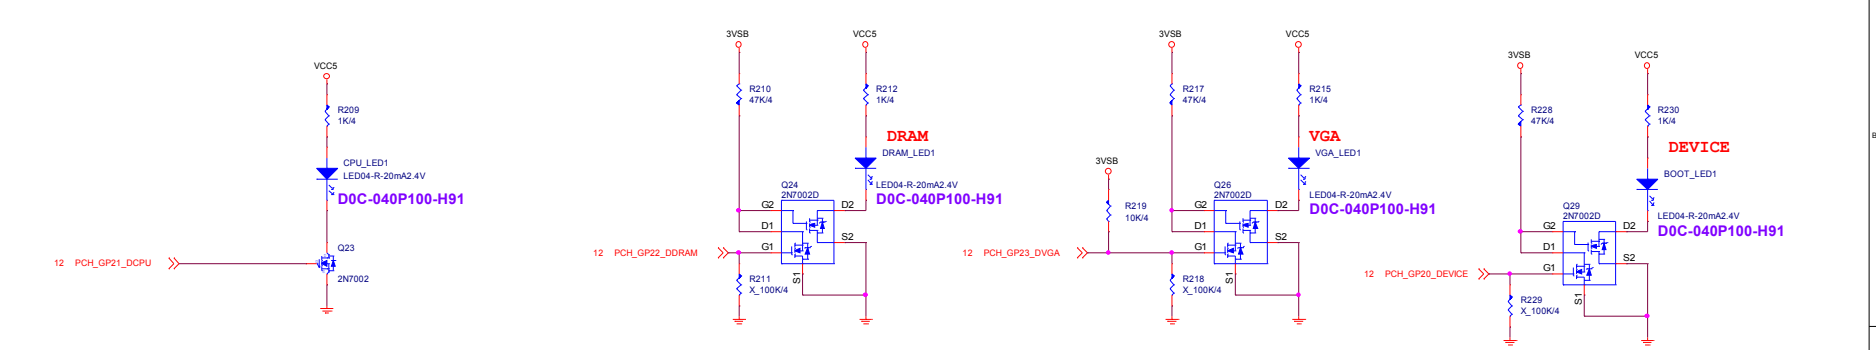 VCC5
R209
1K/4
CPU_LED1
LED04-R-20mA2.4V
D0C-040P100-H91
Q23
2N7002
12 PCH_GP21_DCPU
3VSB
VCC5
R210
47K/4
R212
1K/4
DRAM
DRAM_LED1
LED04-R-20mA2.4V
D0C-040P100-H91
Q24
2N7002D
G2
D2
D1
S2
G1
S1
12 PCH_GP22_DDRAM
R211
X_100K/4
3VSB
VCC5
R217
47K/4
R215
1K/4
VGA
VGA_LED1
LED04-R-20mA2.4V
D0C-040P100-H91
3VSB
R219
10K/4
Q26
2N7002D
G2
D2
D1
S2
G1
S1
12 PCH_GP23_DVGA
R218
X_100K/4
3VSB
VCC5
R228
47K/4
R230
1K/4
DEVICE
BOOT_LED1
LED04-R-20mA2.4V
D0C-040P100-H91
Q29
2N7002D
G2
D2
D1
S2
G1
S1
12 PCH_GP20_DEVICE
R229
X_100K/4
B